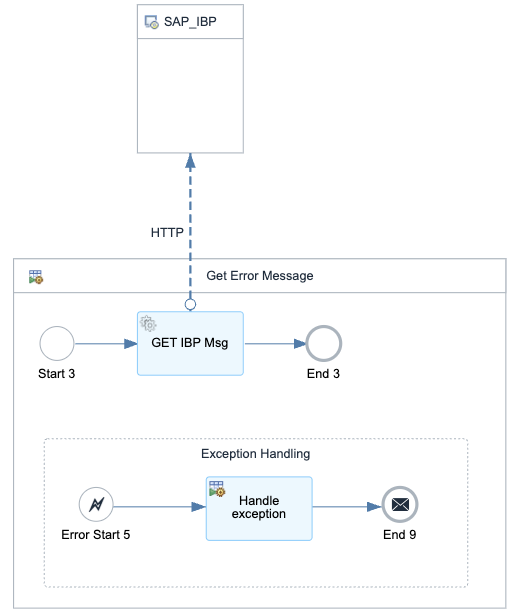 SAP_IBP
HTTP
Get Error Message
GET IBP Msg
Start 3
End 3
Exception Handling
Handle
exception
Error Start 5
End 9